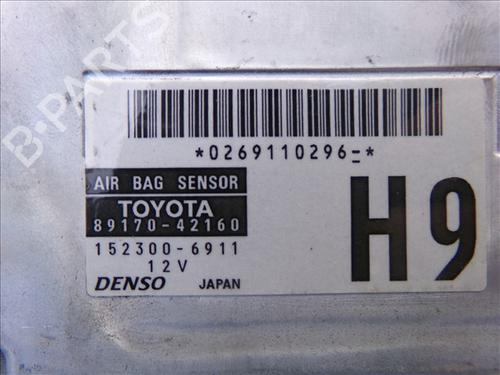 B-PARTS
*0269110296-*
AIR BAG SENSOR
TOYOTA
89170-42160
152300-6911
12V
DENSO JAPAN
H9